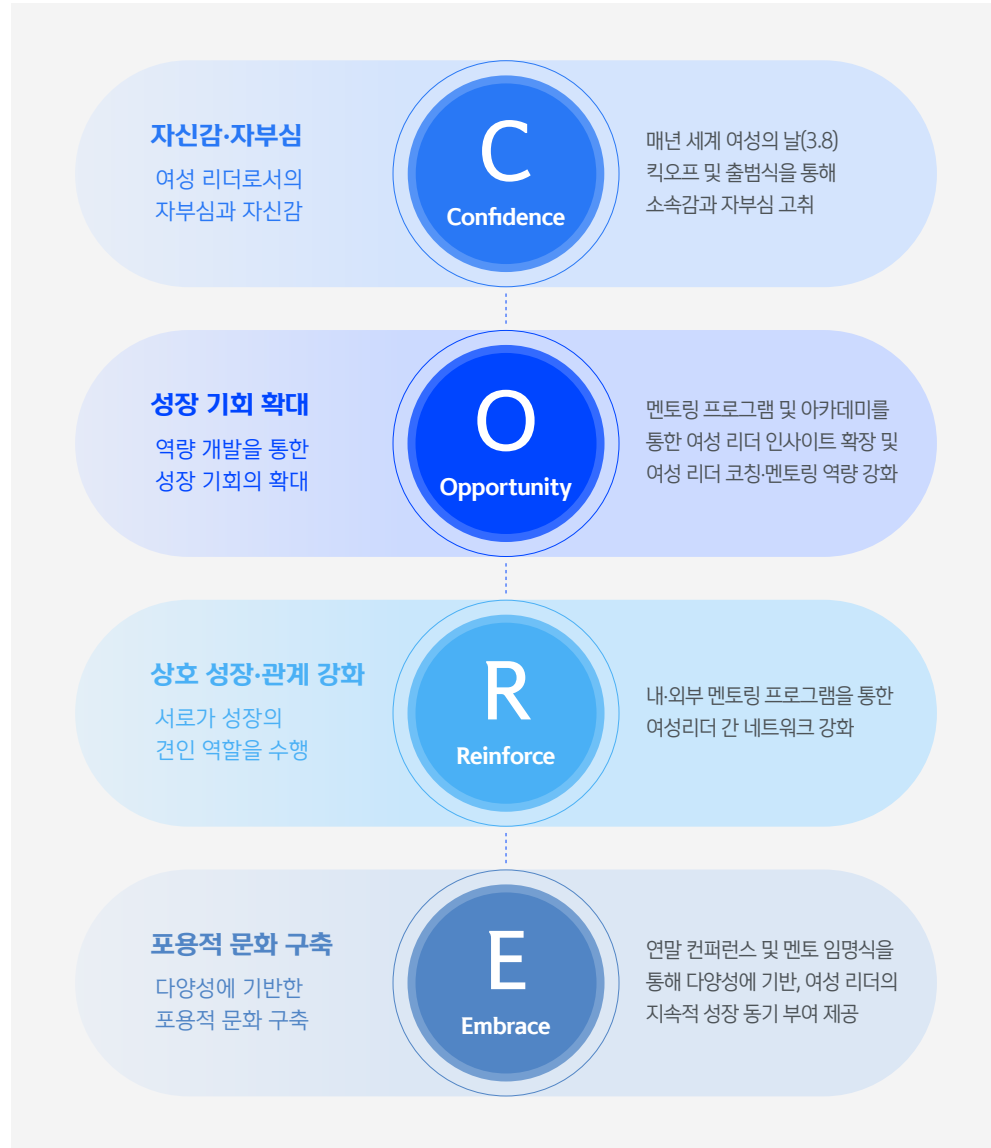 자신감·자부심
여성 리더로서의
자부심과 자신감
C
Confidence
매년 세계 여성의 날(3.8)
킥오프 및 출범식을 통해
소속감과 자부심 고취
성장 기회 확대
역량 개발을 통한
성장 기회의 확대
O
Opportunity
멘토링 프로그램 및 아카데미를
통한 여성 리더 인사이트 확장 및
여성 리더 코칭·멘토링 역량 강화
상호 성장·관계 강화
서로가 성장의
견인 역할을 수행
R
Reinforce
내·외부 멘토링 프로그램을 통한
여성리더 간 네트워크 강화
포용적 문화 구축
다양성에 기반한
포용적 문화 구축
E
Embrace
연말 컨퍼런스 및 멘토 임명식을
통해 다양성에 기반, 여성 리더의
지속적 성장 동기 부여 제공